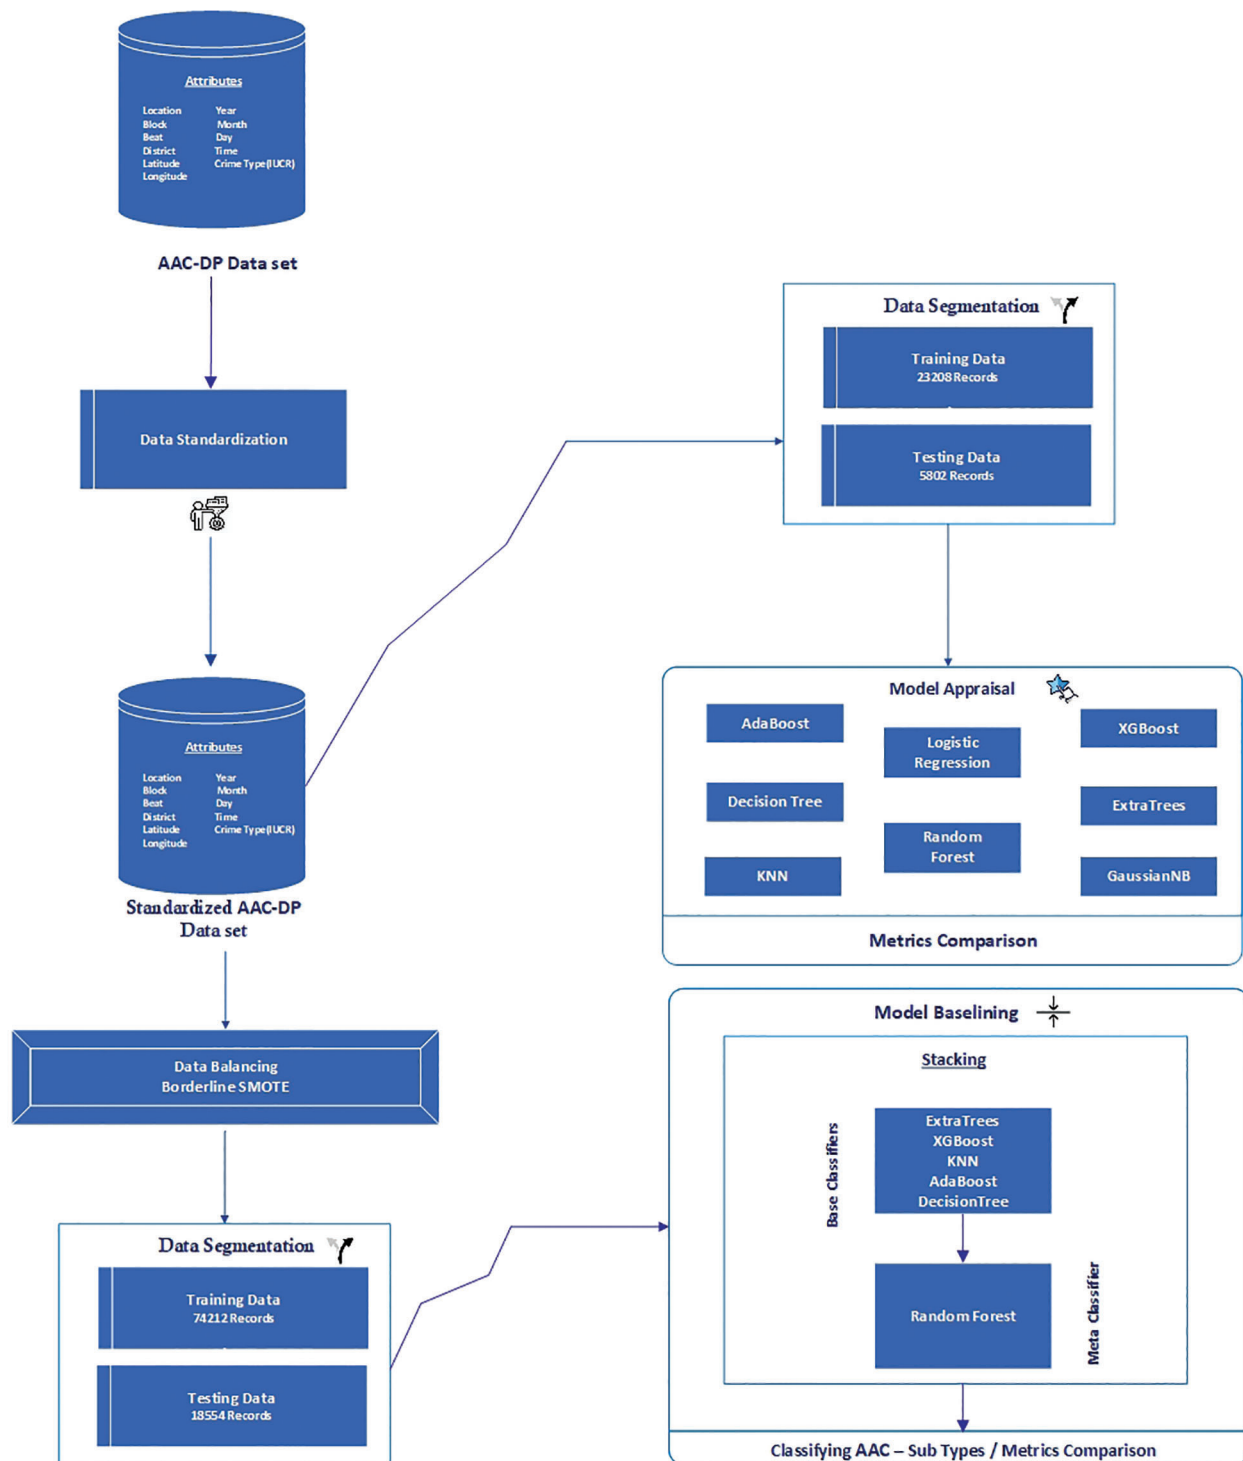 Attributes
Location Year
Block Month
Beat Day
District Time
Latitude Crime Type(IUCR)
Longitude
AAC-DP Data set
Data Standardization
Attributes
Location Year
Block Month
Beat Day
District Time
Latitude Crime Type(IUCR)
Longitude
Standardized AAC-DP
Data set
Data Balancing
Borderline SMOTE
Data Segmentation
Training Data
74212 Records
Testing Data
18554 Records
Data Segmentation
Training Data
23208 Records
Testing Data
5802 Records
Model Appraisal
AdaBoost
Logistic
Regression
XGBoost
Decision Tree
ExtraTrees
Random
Forest
KNN
GaussianNB
Metrics Comparison
Model Baselining
Stacking
Base Classifiers
ExtraTrees
XGBoost
KNN
AdaBoost
DecisionTree
Random Forest
Meta Classifier
Classifying AAC – Sub Types / Metrics Comparison